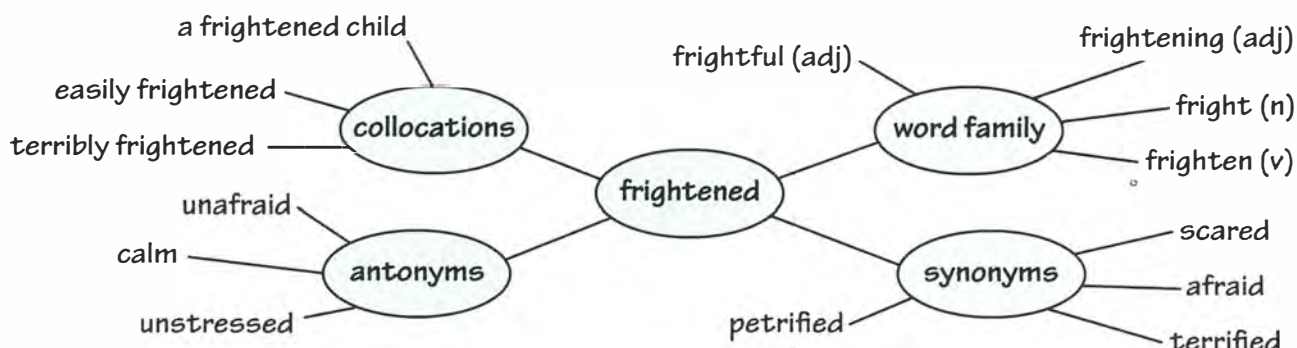 a frightened child
easily frightened
terribly frightened
collocations
frightful (adj)
frightening (adj)
fright (n)
frighten (v)
word family
frightened
unafraid
calm
unstressed
antonyms
synonyms
scared
afraid
terrified
petrified